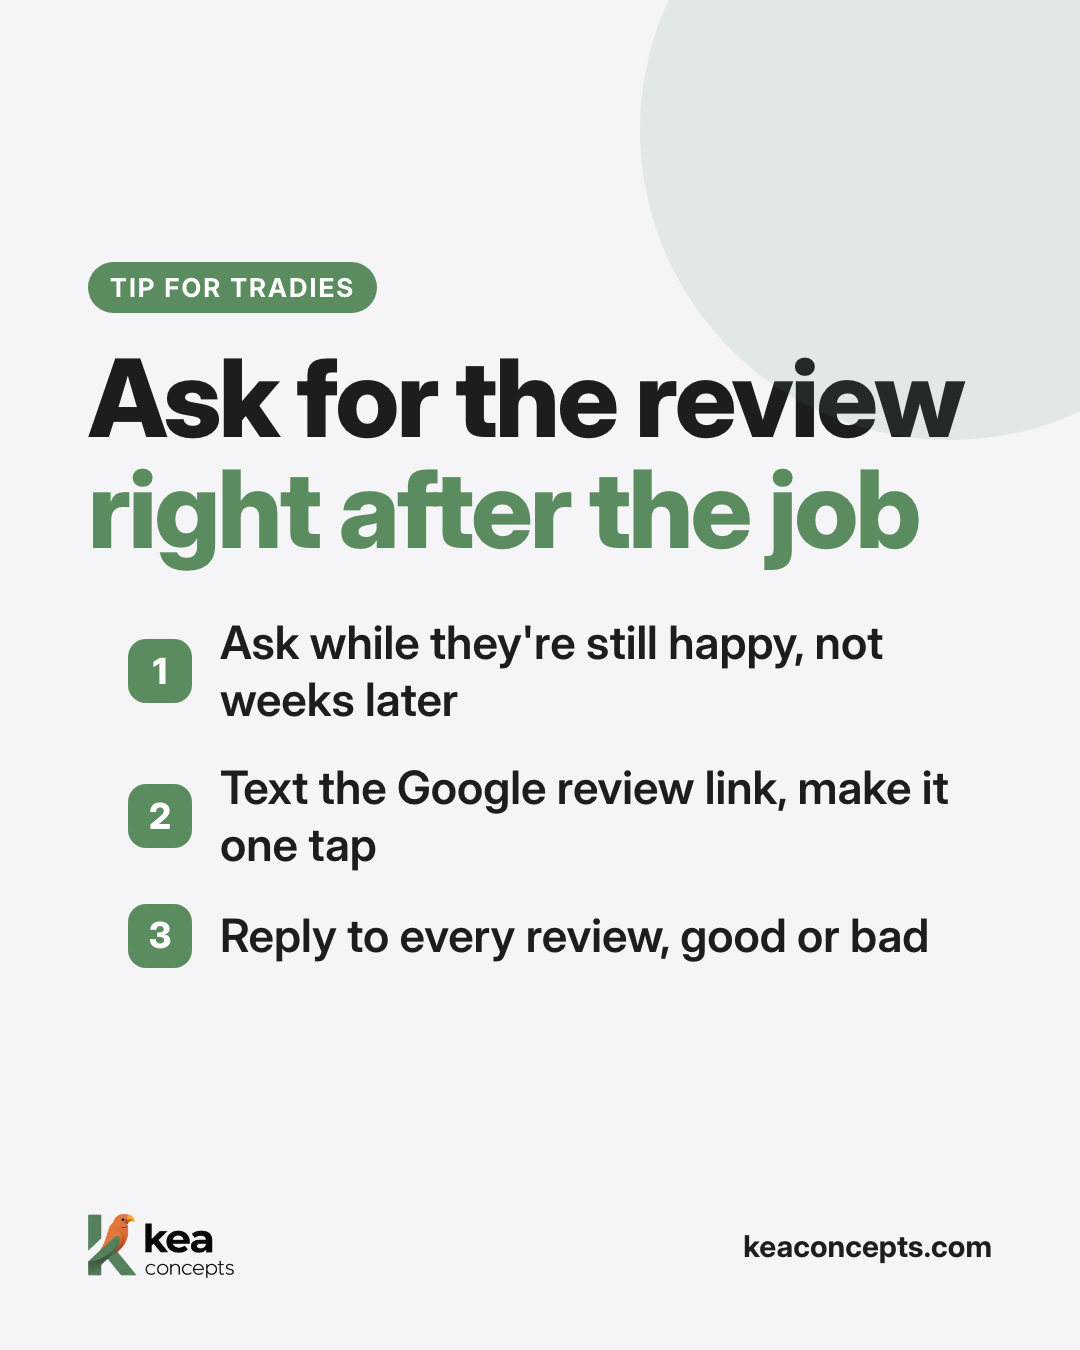 TIP FOR TRADIES
Ask for the review
right after the job
1
Ask while they're still happy, not
weeks later
2
Text the Google review link, make it
one tap
3
Reply to every review, good or bad
kea
concepts
keaconcepts.com